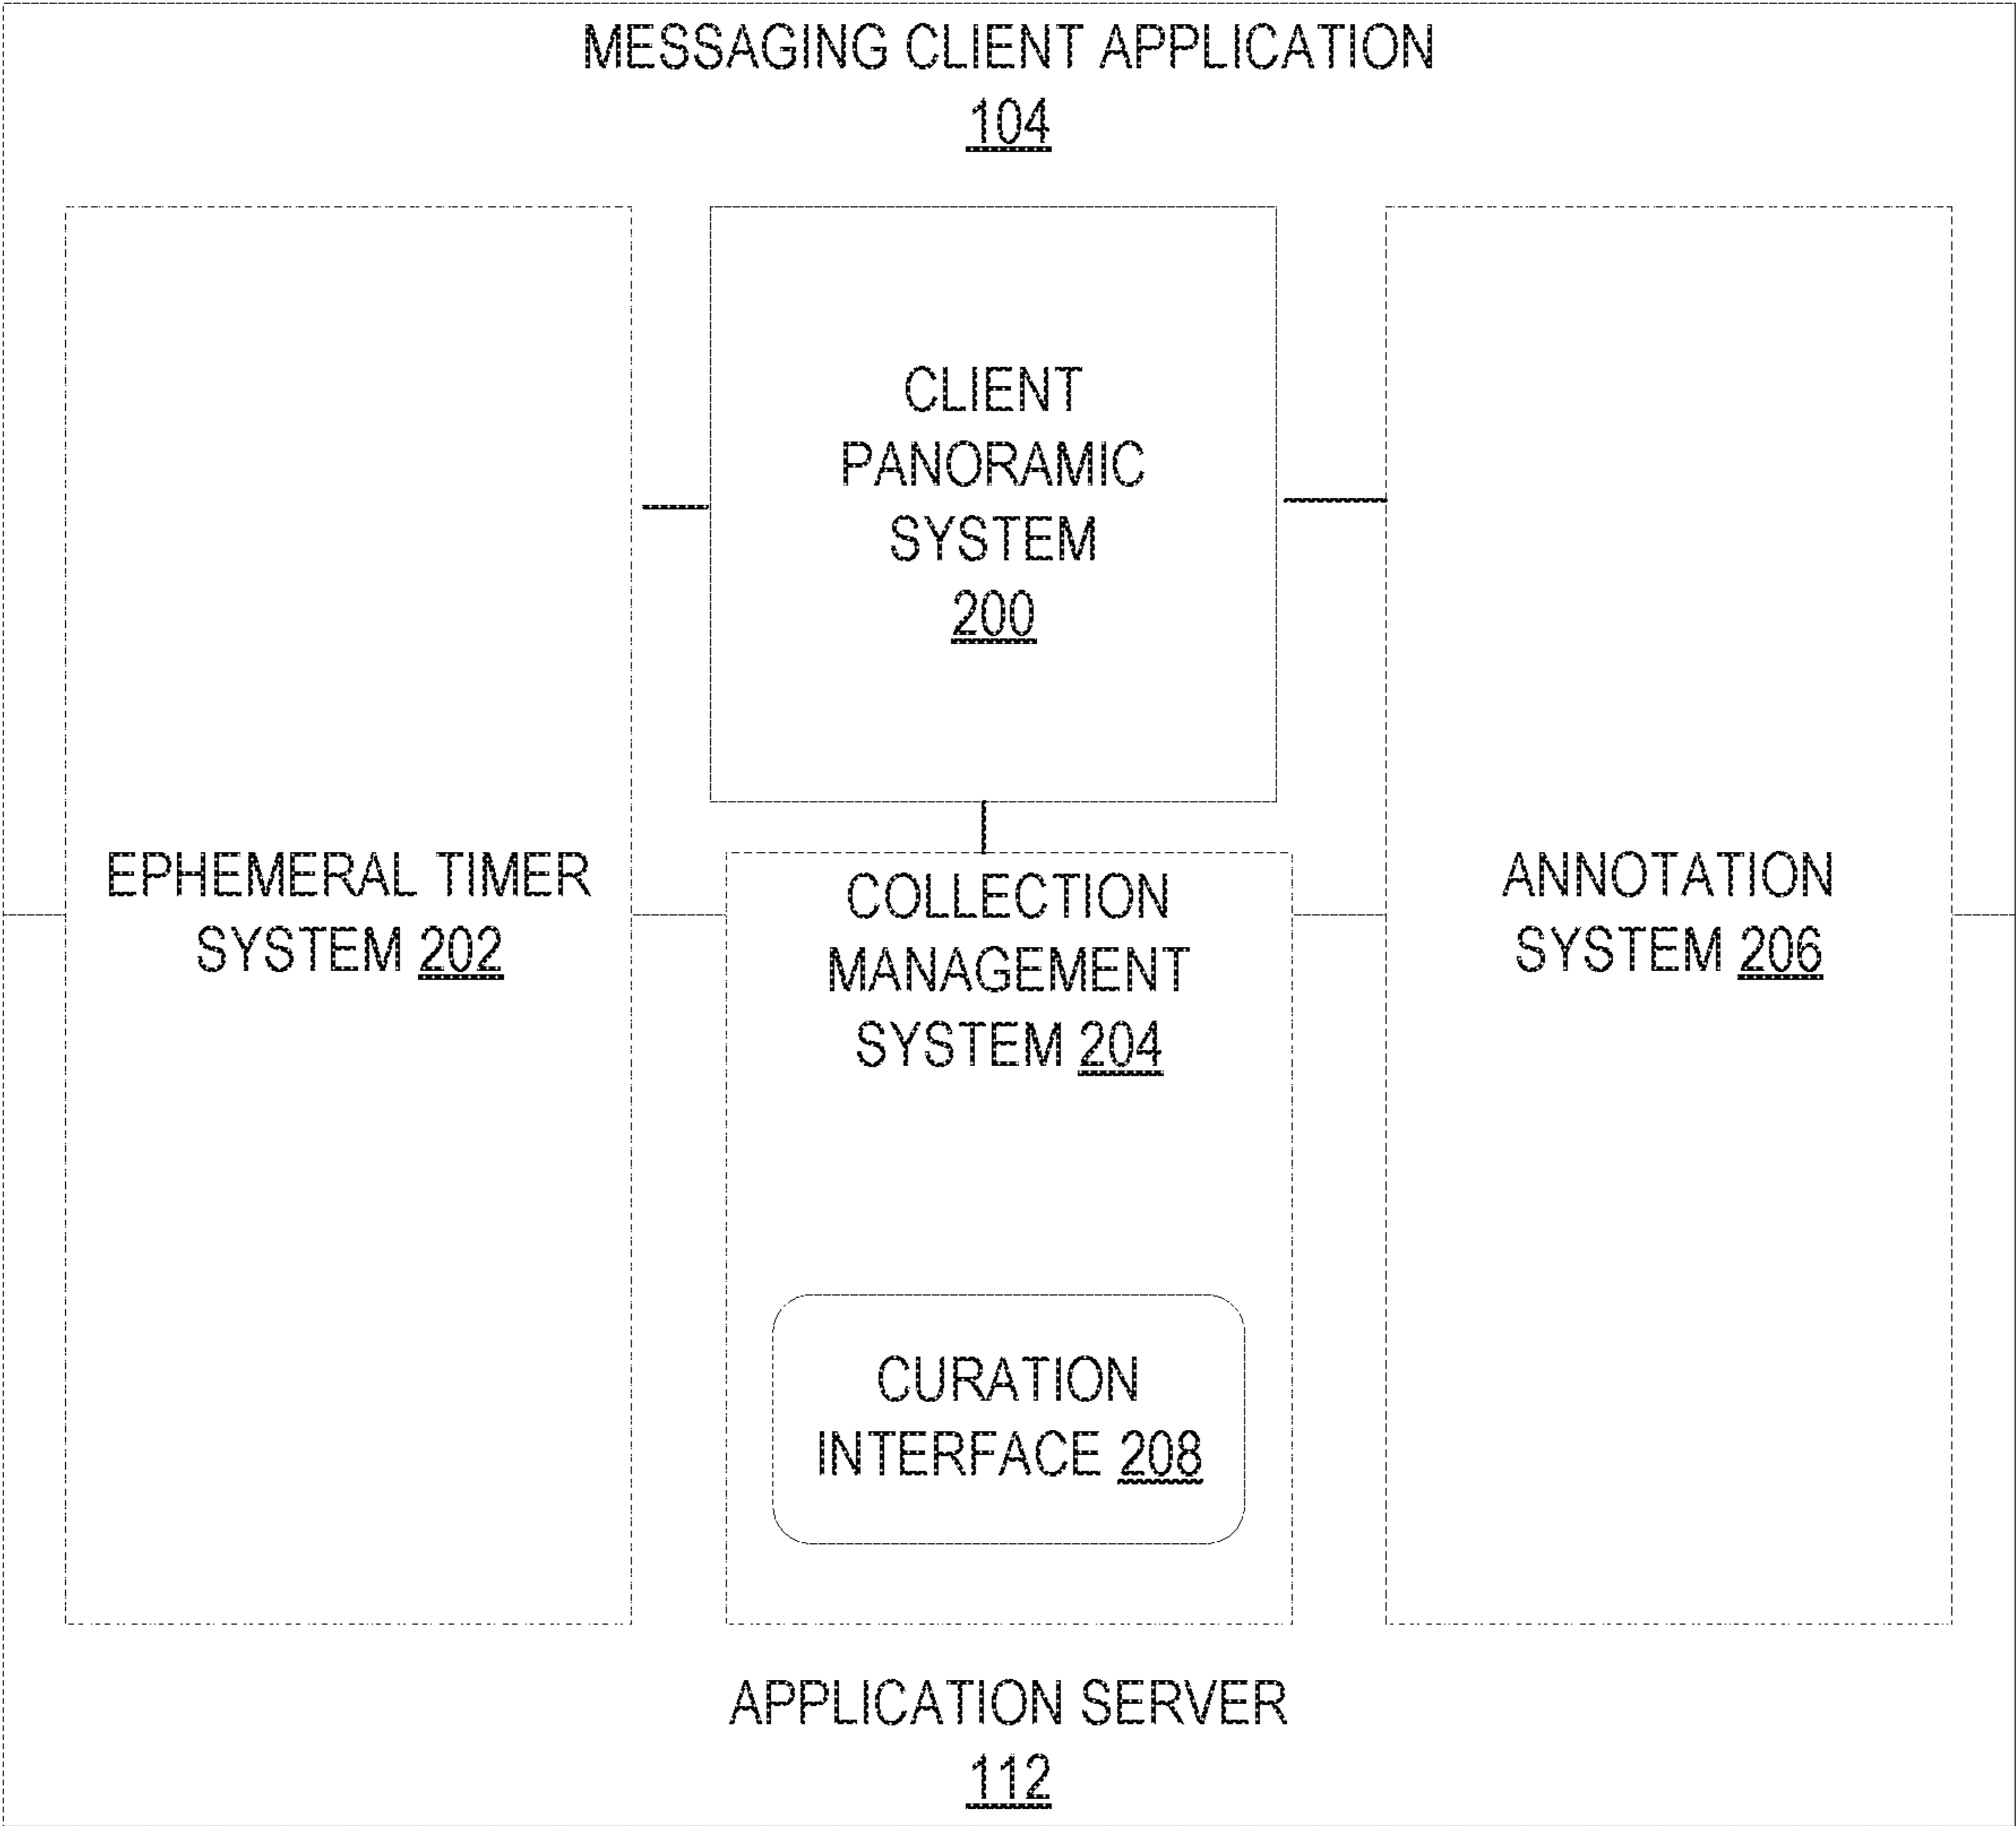 MESSAGING CLIENT APPLICATION
104
CLIENT
PANORAMIC
SYSTEM
200
EPHEMERAL TIMER
SYSTEM 202
COLLECTION
MANAGEMENT
SYSTEM 204
ANNOTATION
SYSTEM 206
CURATION
INTERFACE 208
APPLICATION SERVER
112